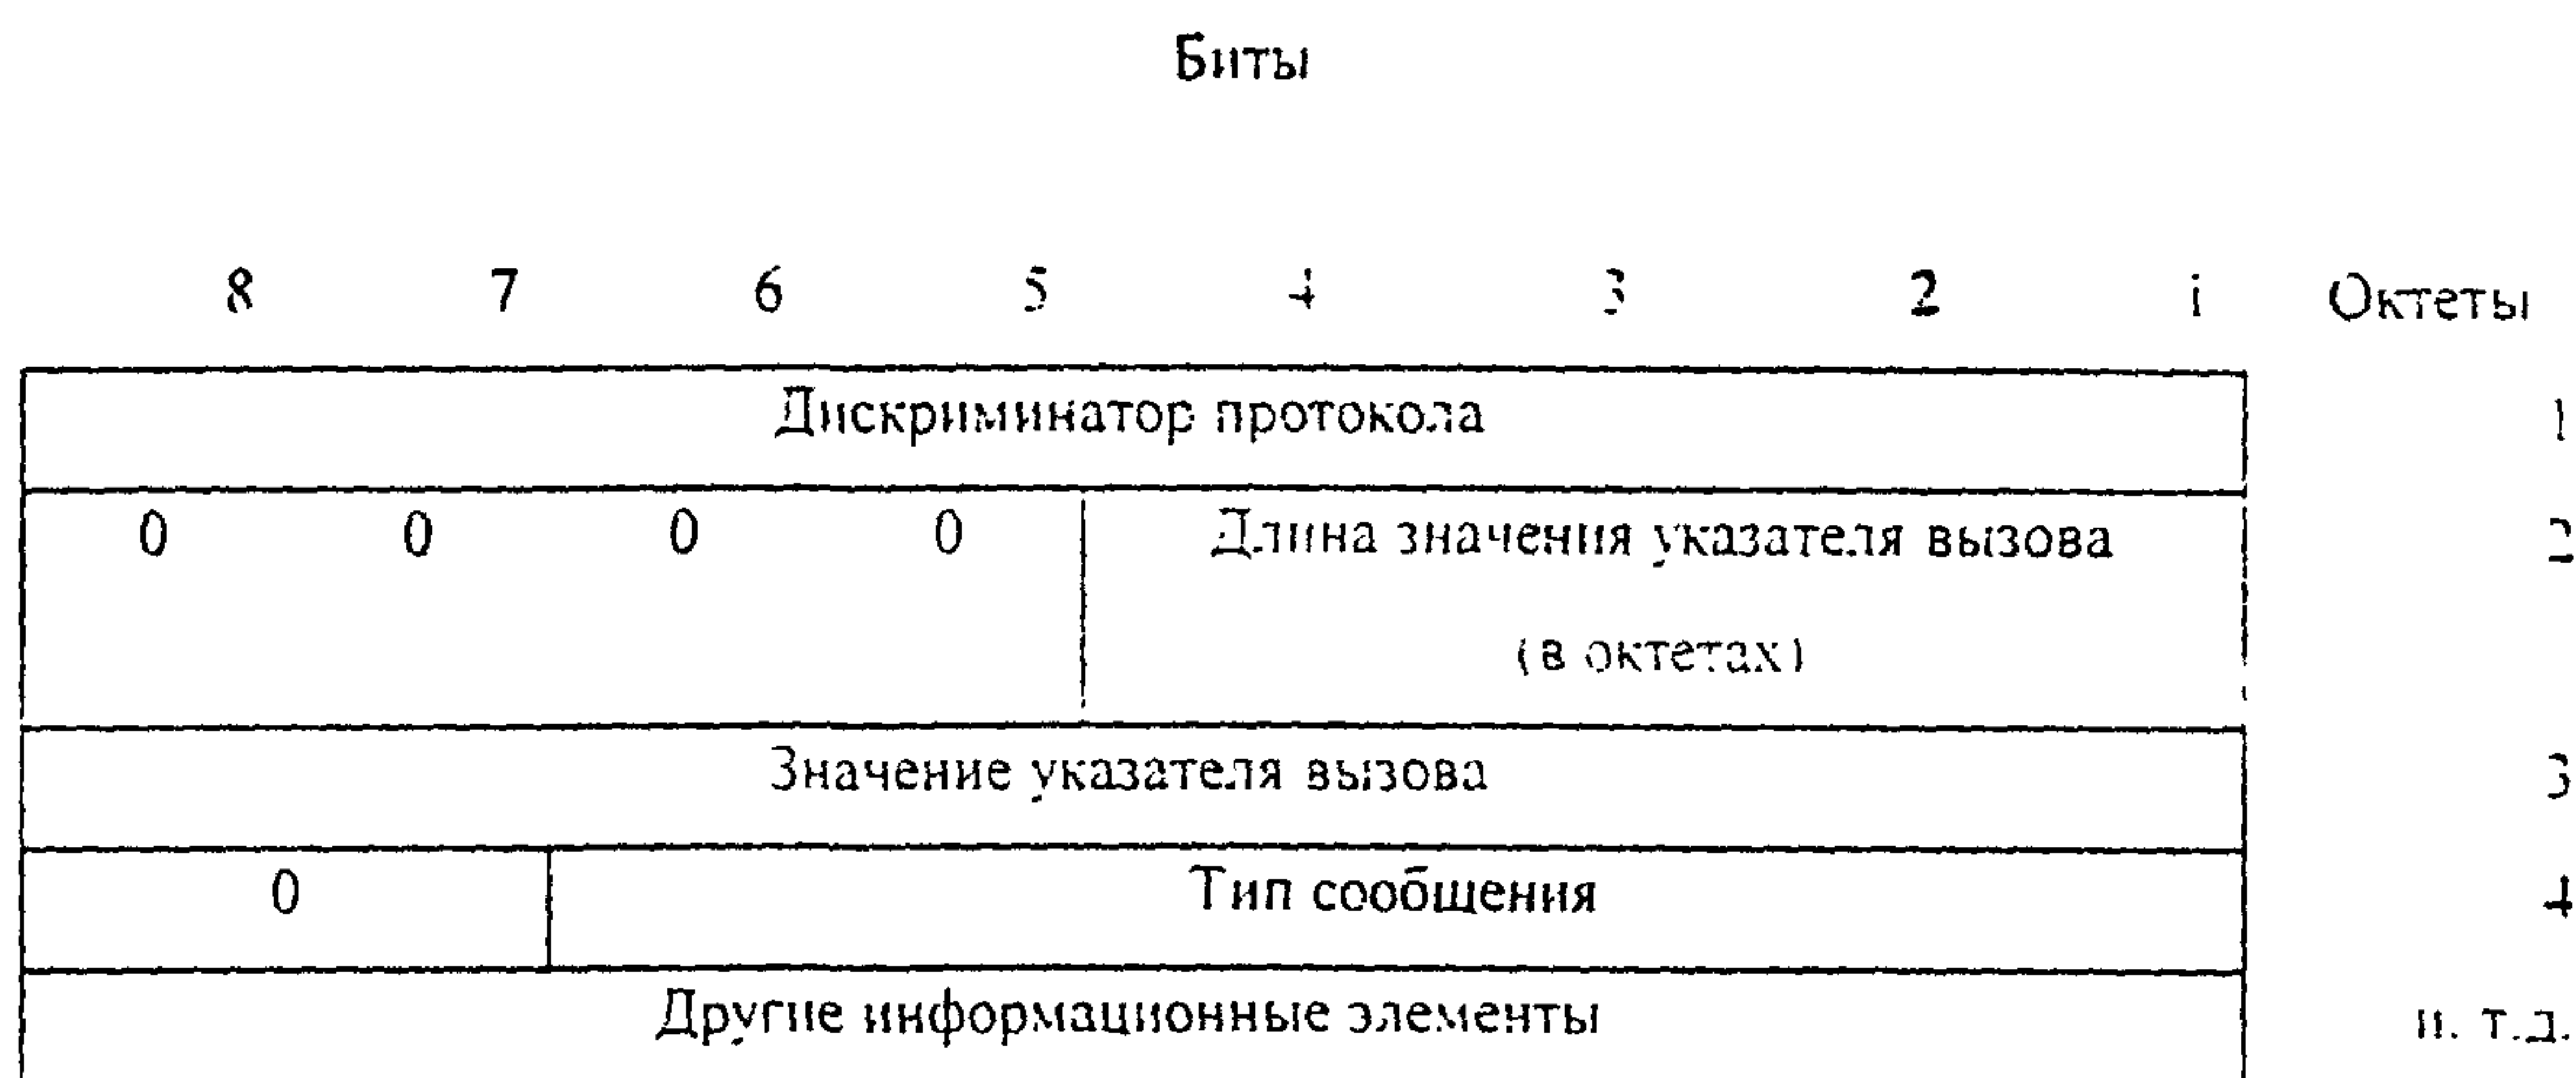 Биты
8 7 6 5 4 3 2 1 Октеты
Дискриминатор протокола 1
0 0 0 0 Длина значения указателя вызова 2
(в октетах)
Значение указателя вызова 3
0 Тип сообщения 4
Другие информационные элементы и. т.д.